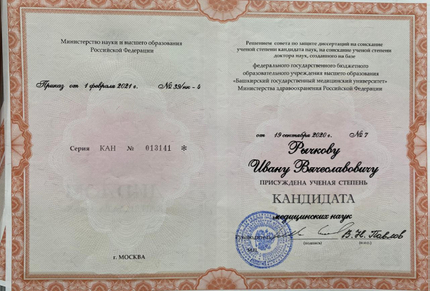 Министерство науки и высшего образования
Российской Федерации
Приказ от 1 февраля 2021 г. № 39/нк - 4
Серия КАН № 013141 *
г. МОСКВА
Решением совета по защите диссертаций на соискание
ученой степени кандидата наук, на соискание ученой степени
доктора наук, созданного на базе
федерального государственного бюджетного
образовательного учреждения высшего образования
«Башкирский государственный медицинский университет»
Министерства здравоохранения Российской Федерации
от 19 сентября 2020 г. № 7
Рычкову
Ивану Вячеславовичу
ПРИСУЖДЕНА УЧЕНАЯ СТЕПЕНЬ
КАНДИДАТА
медицинских наук
В.Н. Павлов
(подпись)